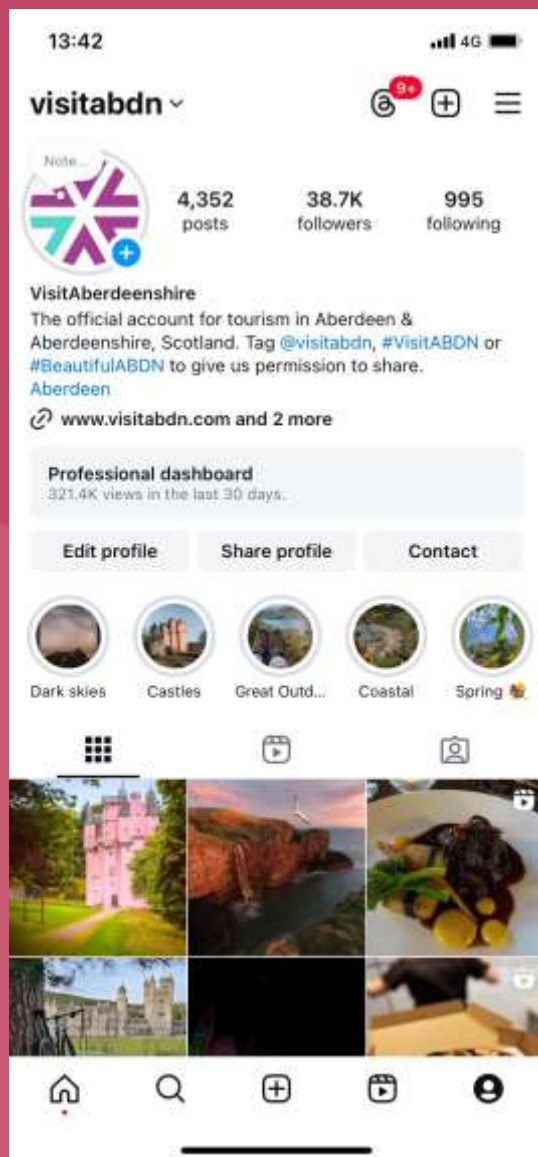 13:42
4G
visitabdn
9+
Note...
4,352
posts
38.7K
followers
995
following
VisitAberdeenshire
The official account for tourism in Aberdeen &
Aberdeenshire, Scotland. Tag @visitabdn, #VisitABDN or
#BeautifulABDN to give us permission to share.
Aberdeen
www.visitabdn.com and 2 more
Professional dashboard
321.4K views in the last 30 days.
Edit profile
Share profile
Contact
Dark skies
Castles
Great Outd...
Coastal
Spring